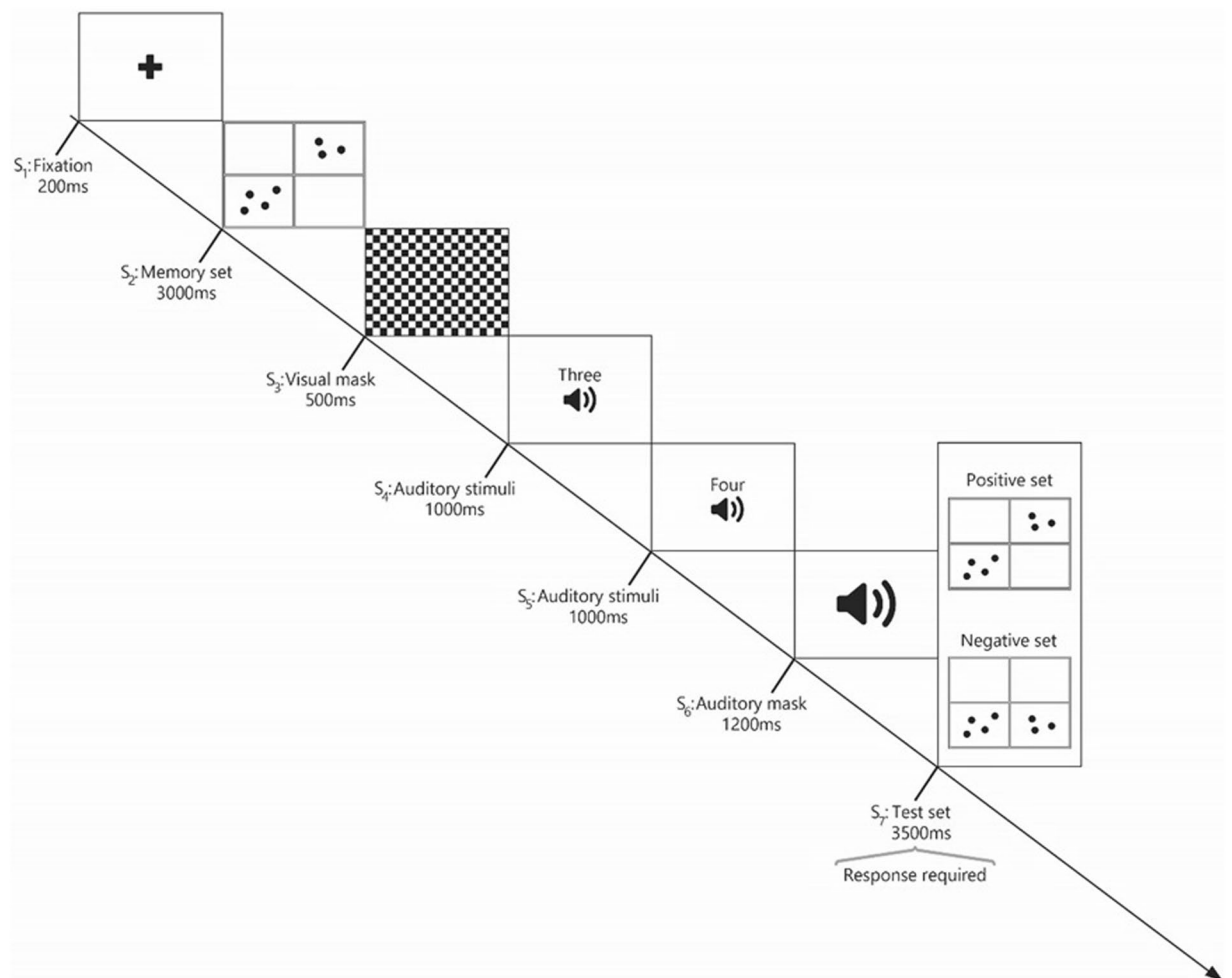 S1:Fixation
200ms
S2:Memory set
3000ms
S3:Visual mask
500ms
Three
S4:Auditory stimuli
1000ms
Four
S5:Auditory stimuli
1000ms
S6:Auditory mask
1200ms
Positive set
Negative set
S7:Test set
3500ms
Response required